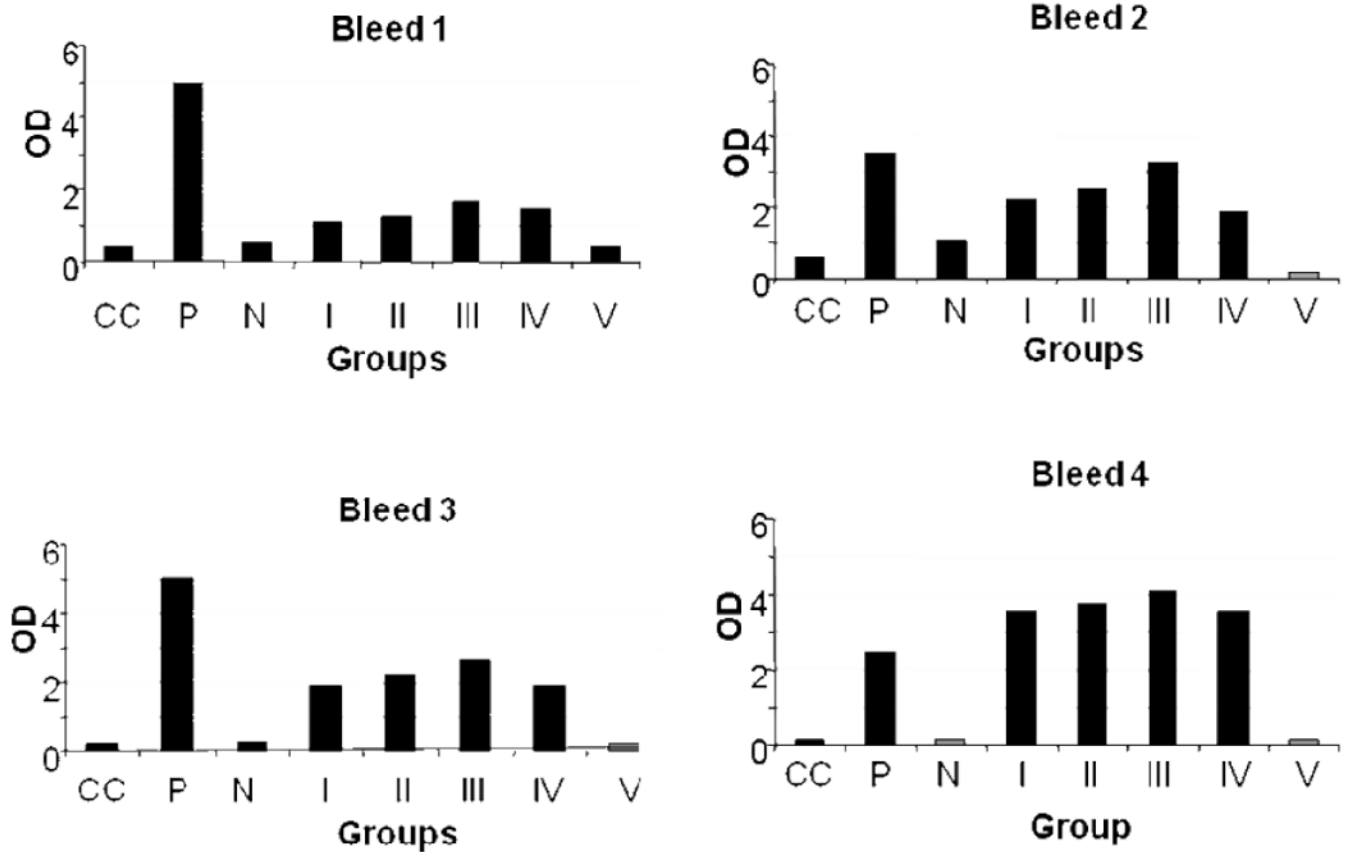 Bleed 1
6
4
2
0
OD
CC P N I II III IV V
Groups
Bleed 2
6
4
2
0
OD
CC P N I II III IV V
Groups
Bleed 3
6
4
2
0
OD
CC P N I II III IV V
Groups
Bleed 4
6
4
2
0
OD
CC P N I II III IV V
Group